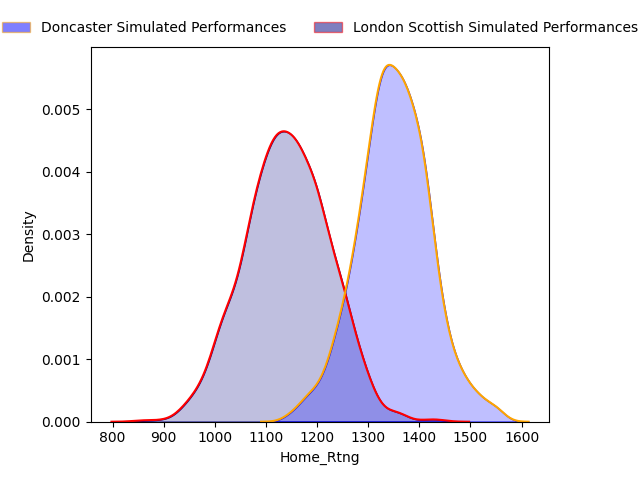 Doncaster Simulated Performances London Scottish Simulated Performances
0.005
0.004
0.003
0.002
0.001
0.000
Density
800 900 1000 1100 1200 1300 1400 1500 1600
Home_Rtng